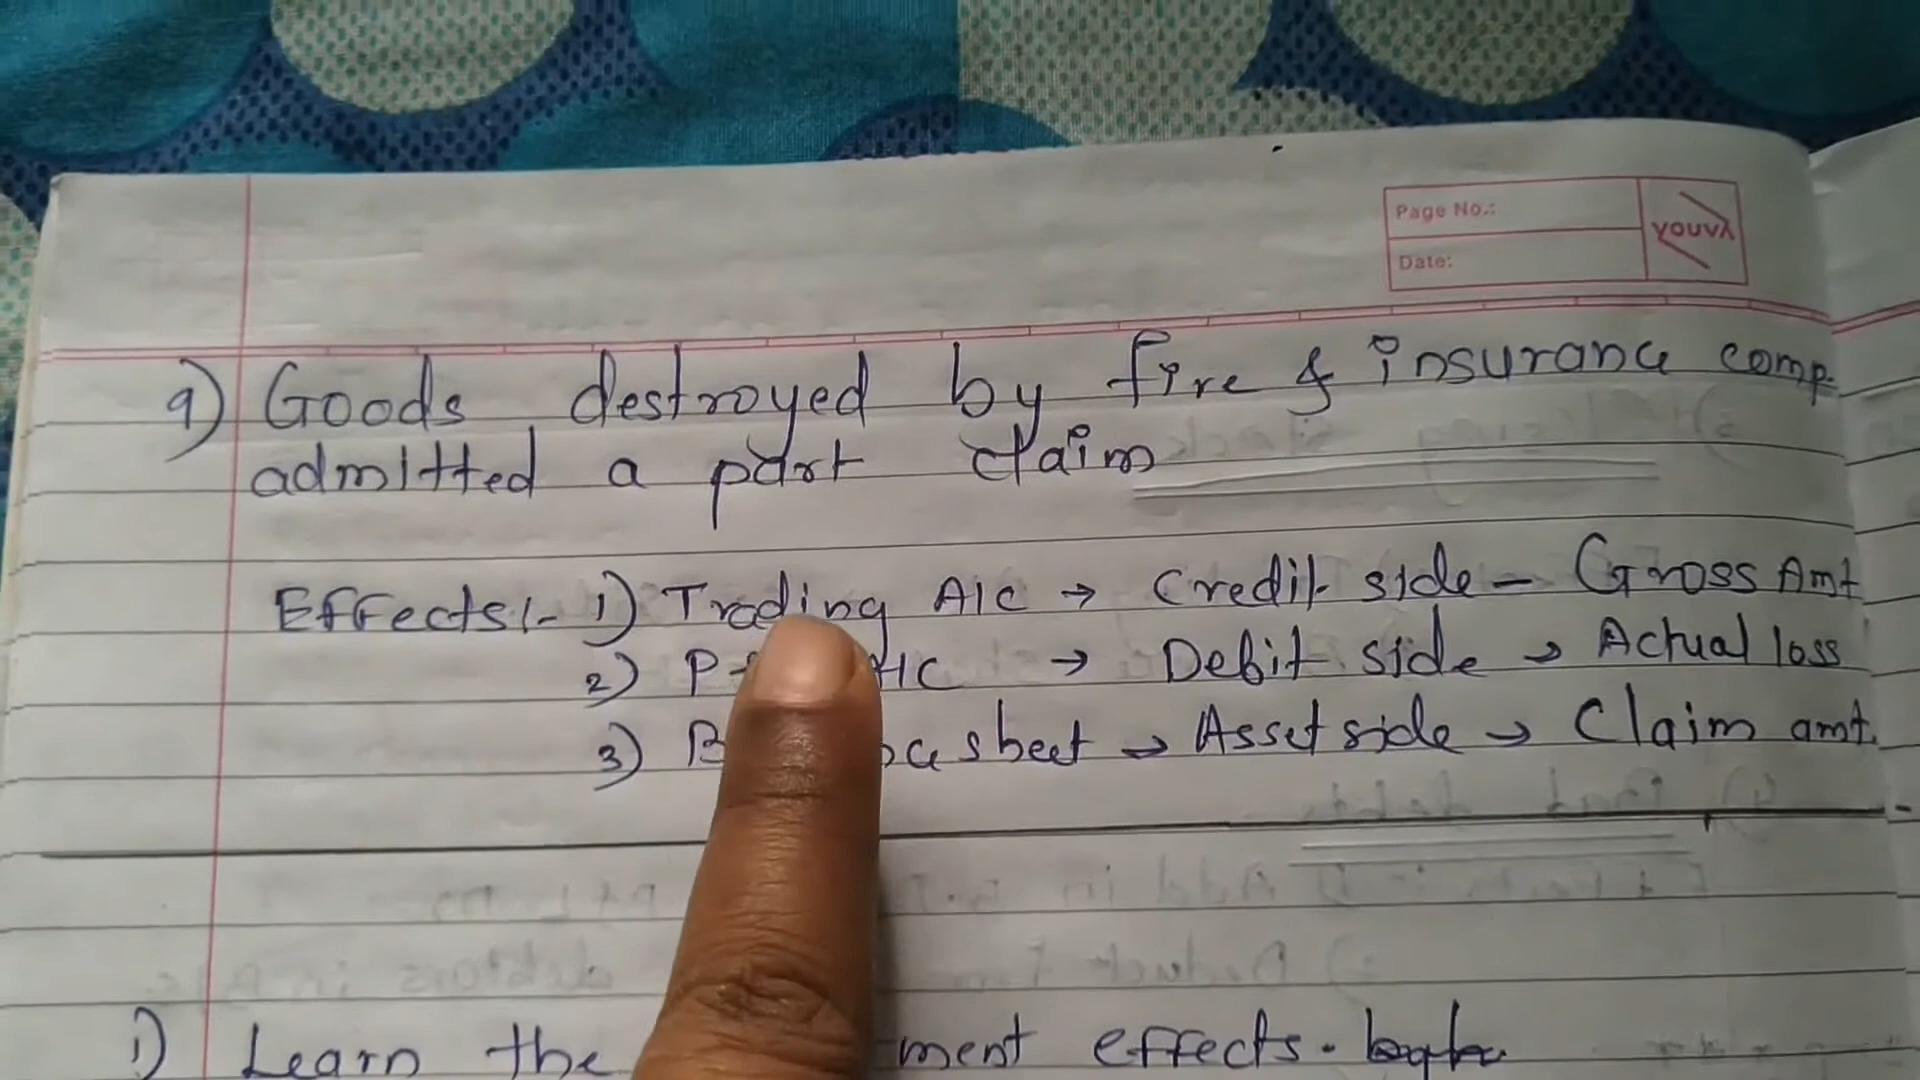 Page No.:
Date:
YOUVA
9) Goods destroyed by fire & insurance comp.
admitted a part claim
Effects:- 1) Trading A/c → Credit side - Gross Amt
2) P A/C → Debit side → Actual loss
3) B sheet → Asset side → Claim amt.
1) Learn the ment effects.